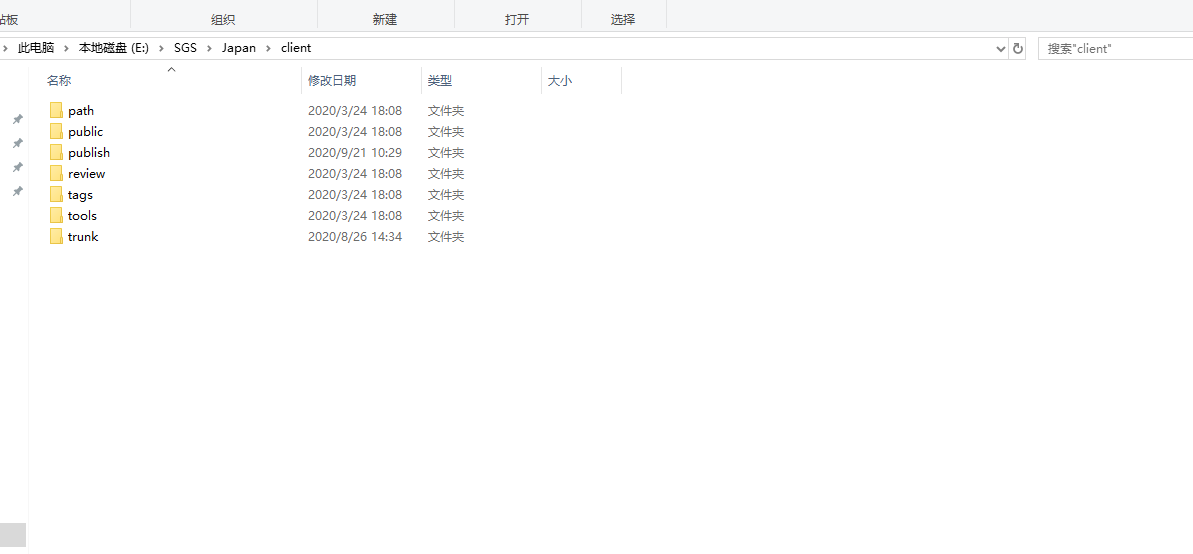 组织 新建 打开 选择
此电脑 本地磁盘 (E:) SGS Japan client 搜索"client"
名称 修改日期 类型 大小
path 2020/3/24 18:08 文件夹
public 2020/3/24 18:08 文件夹
publish 2020/9/21 10:29 文件夹
review 2020/3/24 18:08 文件夹
tags 2020/3/24 18:08 文件夹
tools 2020/3/24 18:08 文件夹
trunk 2020/8/26 14:34 文件夹